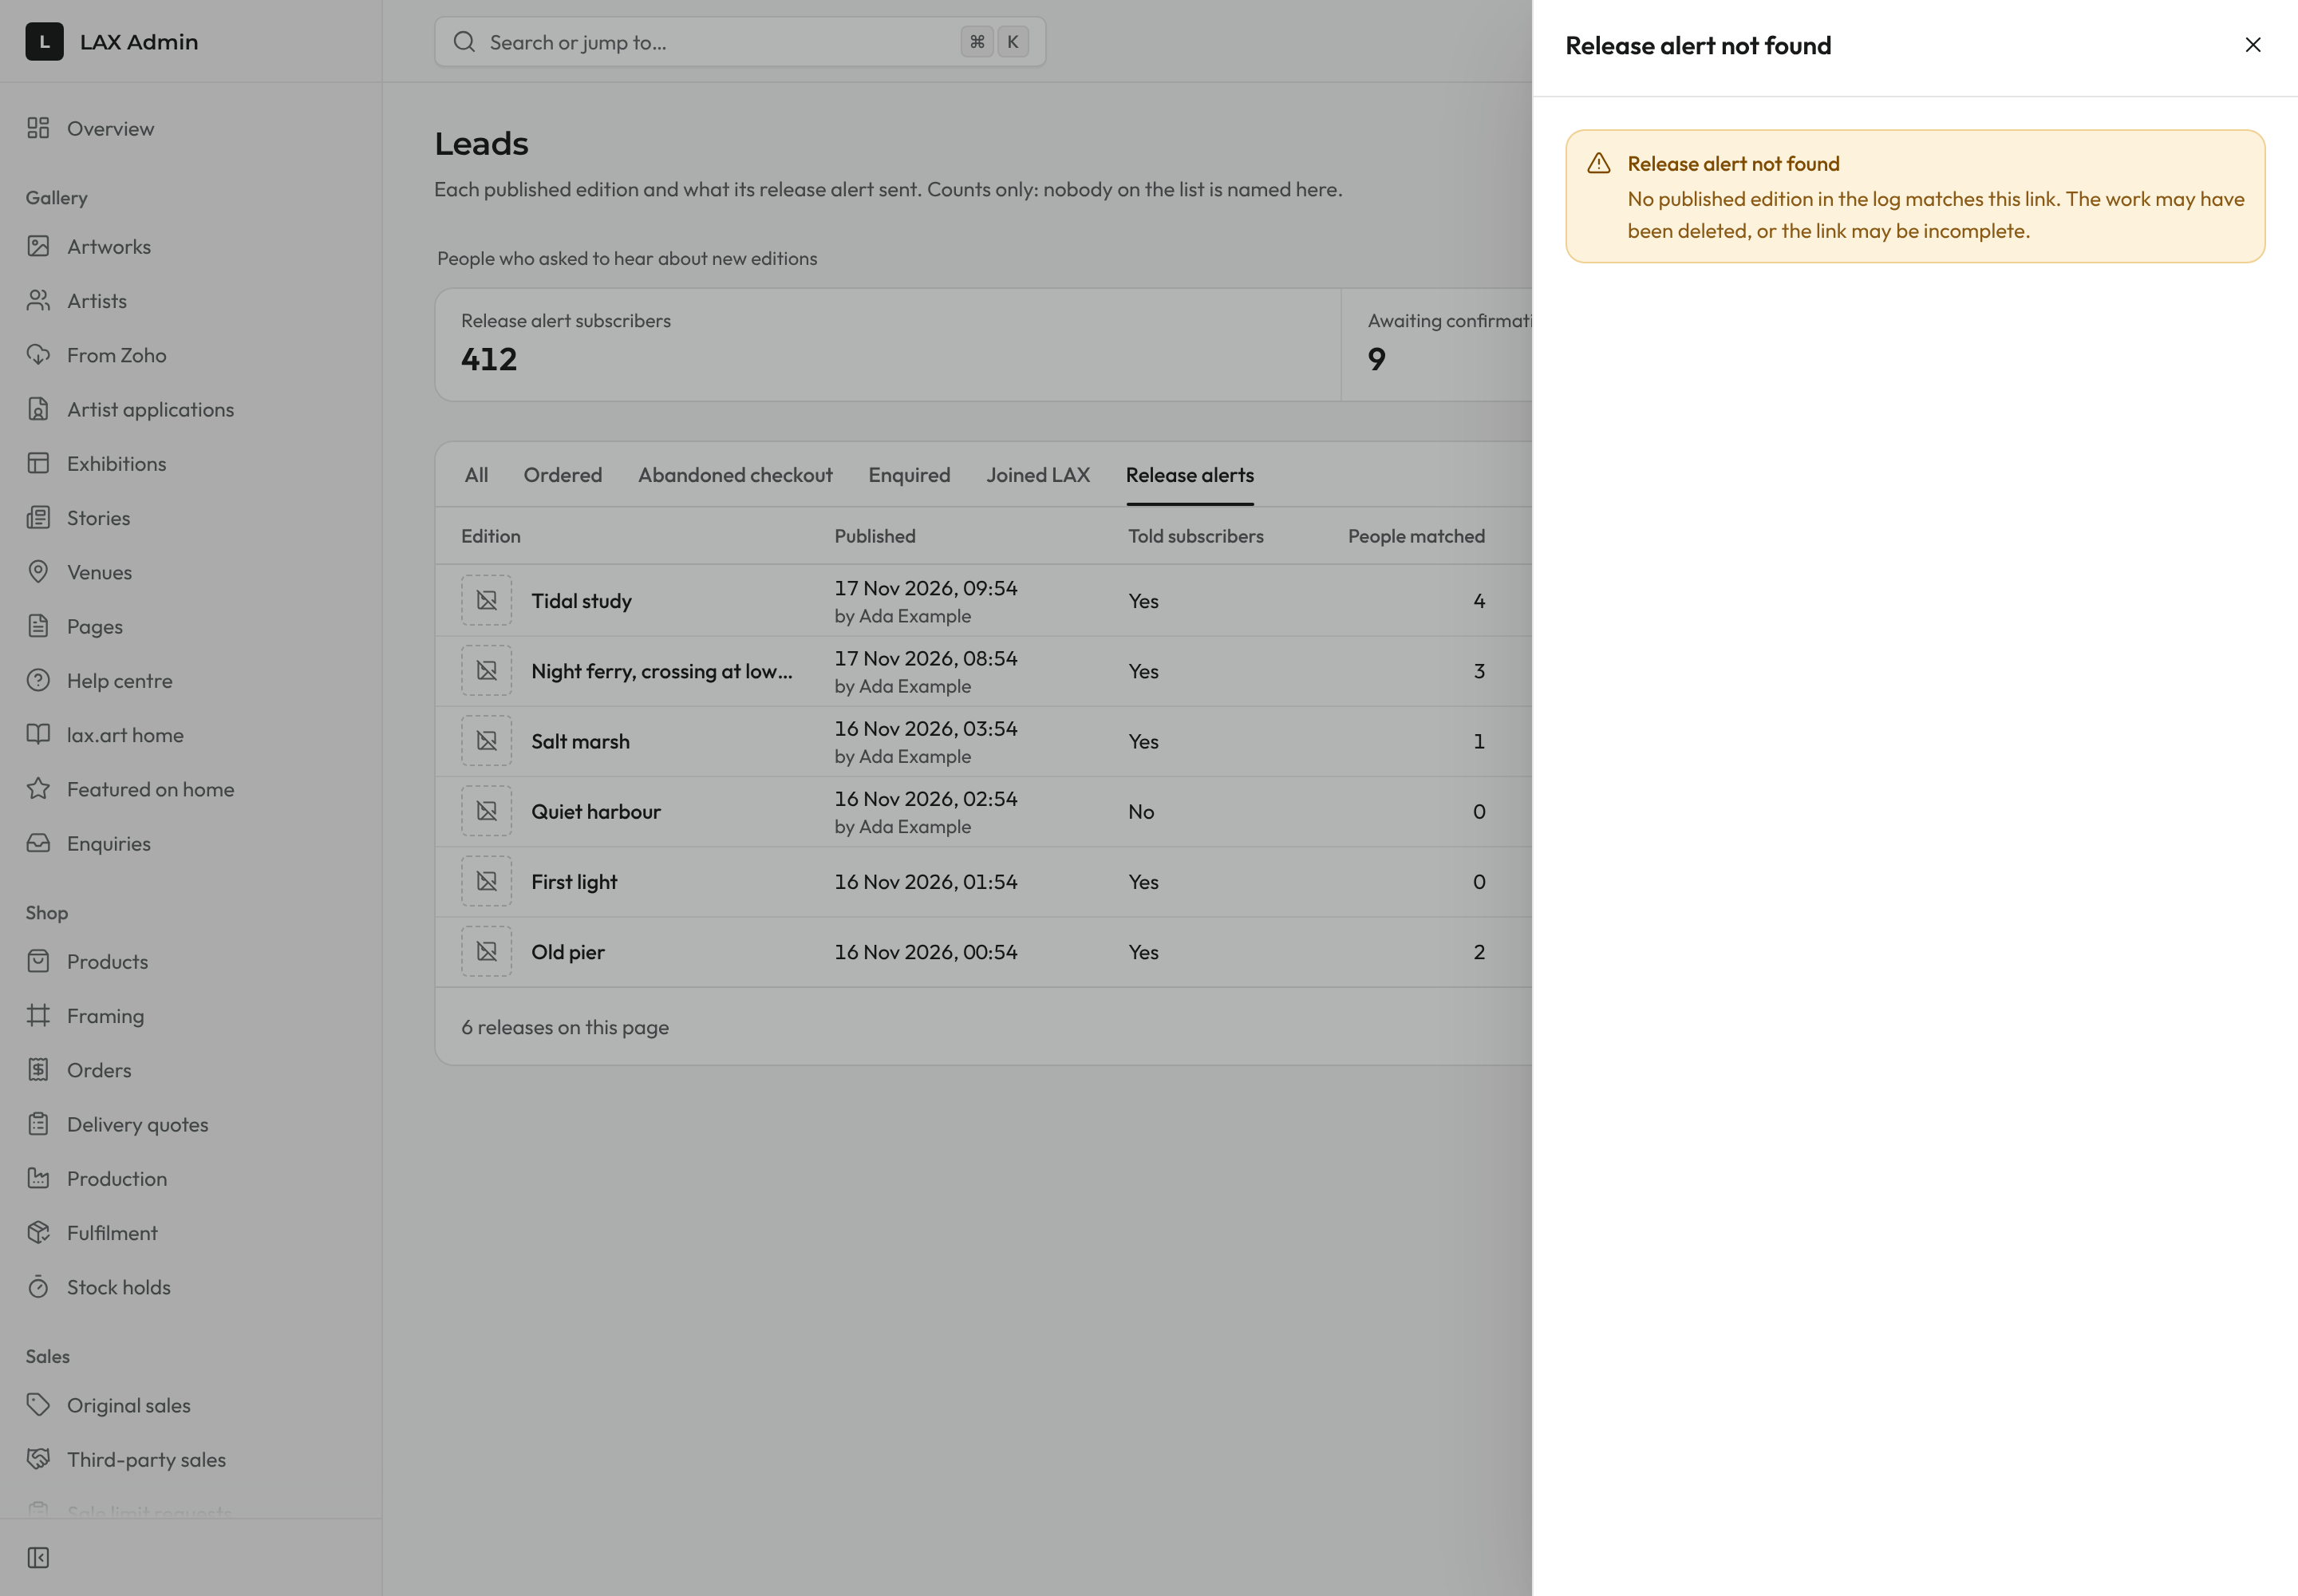 L
LAX Admin
Overview
Gallery
Artworks
Artists
From Zoho
Artist applications
Exhibitions
Stories
Venues
Pages
Help centre
lax.art home
Featured on home
Enquiries
Shop
Products
Framing
Orders
Delivery quotes
Production
Fulfilment
Stock holds
Sales
Original sales
Third-party sales
Sale limit requests
Search or jump to...
⌘ K
Leads
Each published edition and what its release alert sent. Counts only: nobody on the list is named here.
People who asked to hear about new editions
Release alert subscribers
412
Awaiting confirmati
9
All Ordered Abandoned checkout Enquired Joined LAX Release alerts
Edition Published Told subscribers People matched
Tidal study 17 Nov 2026, 09:54 Yes 4
by Ada Example
Night ferry, crossing at low... 17 Nov 2026, 08:54 Yes 3
by Ada Example
Salt marsh 16 Nov 2026, 03:54 Yes 1
by Ada Example
Quiet harbour 16 Nov 2026, 02:54 No 0
by Ada Example
First light 16 Nov 2026, 01:54 Yes 0
Old pier 16 Nov 2026, 00:54 Yes 2
6 releases on this page
Release alert not found
Release alert not found
No published edition in the log matches this link. The work may have
been deleted, or the link may be incomplete.